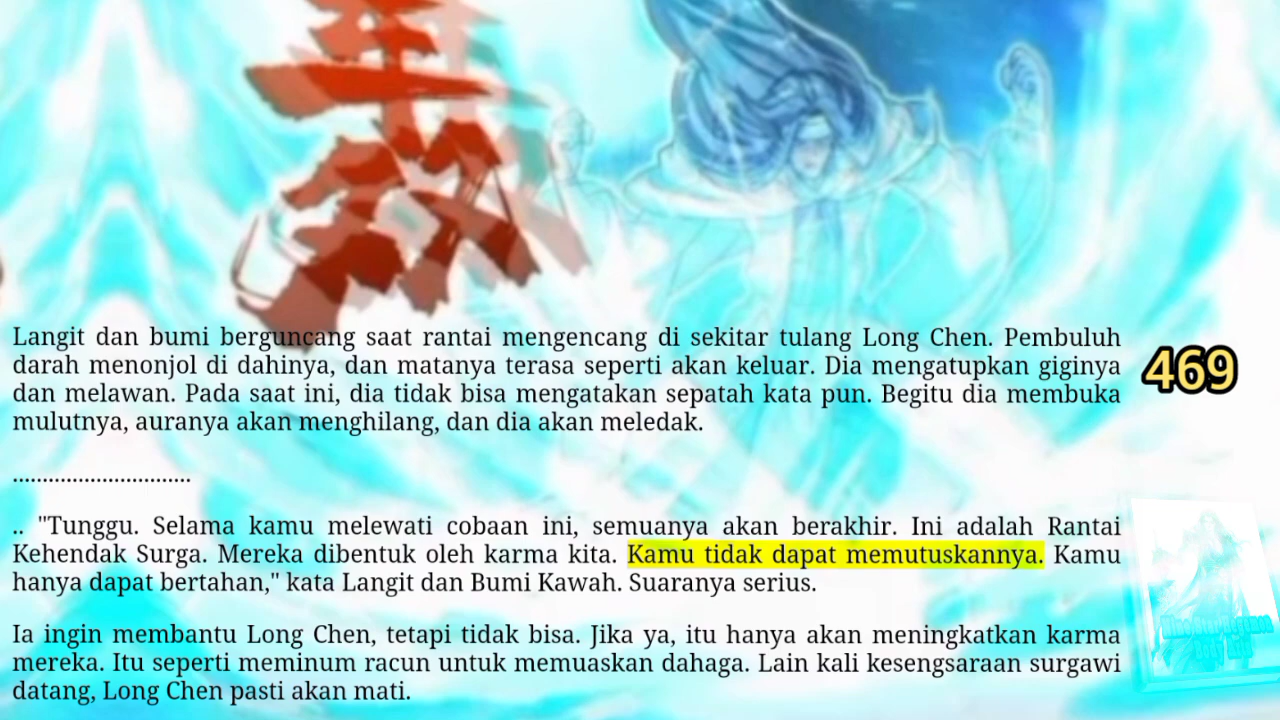 Langit dan bumi berguncang saat rantai mengencang di sekitar tulang Long Chen. Pembuluh
darah menonjol di dahinya, dan matanya terasa seperti akan keluar. Dia mengatupkan giginya
dan melawan. Pada saat ini, dia tidak bisa mengatakan sepatah kata pun. Begitu dia membuka
mulutnya, auranya akan menghilang, dan dia akan meledak.
469
..............................
.. "Tunggu. Selama kamu melewati cobaan ini, semuanya akan berakhir. Ini adalah Rantai
Kehendak Surga. Mereka dibentuk oleh karma kita. Kamu tidak dapat memutuskannya. Kamu
hanya dapat bertahan," kata Langit dan Bumi Kawah. Suaranya serius.
Ia ingin membantu Long Chen, tetapi tidak bisa. Jika ya, itu hanya akan meningkatkan karma
mereka. Itu seperti meminum racun untuk memuaskan dahaga. Lain kali kesengsaraan surgawi
datang, Long Chen pasti akan mati.